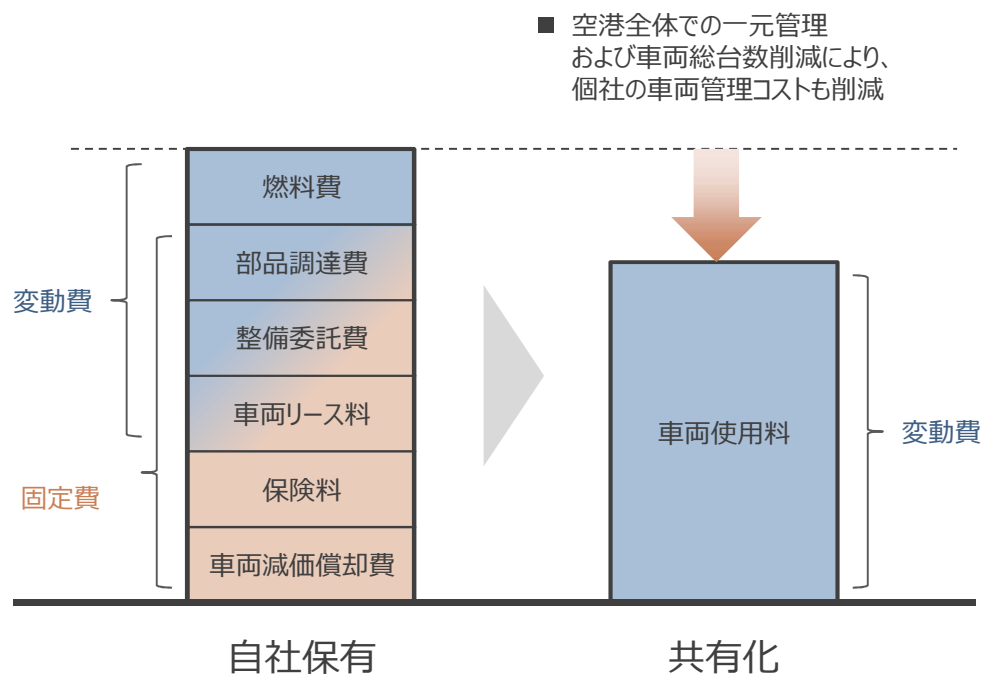 ■ 空港全体での一元管理
および車両総台数削減により、
個社の車両管理コストも削減
燃料費
部品調達費
変動費
整備委託費
車両リース料
固定費
保険料
車両減価償却費
車両使用料
変動費
自社保有
共有化